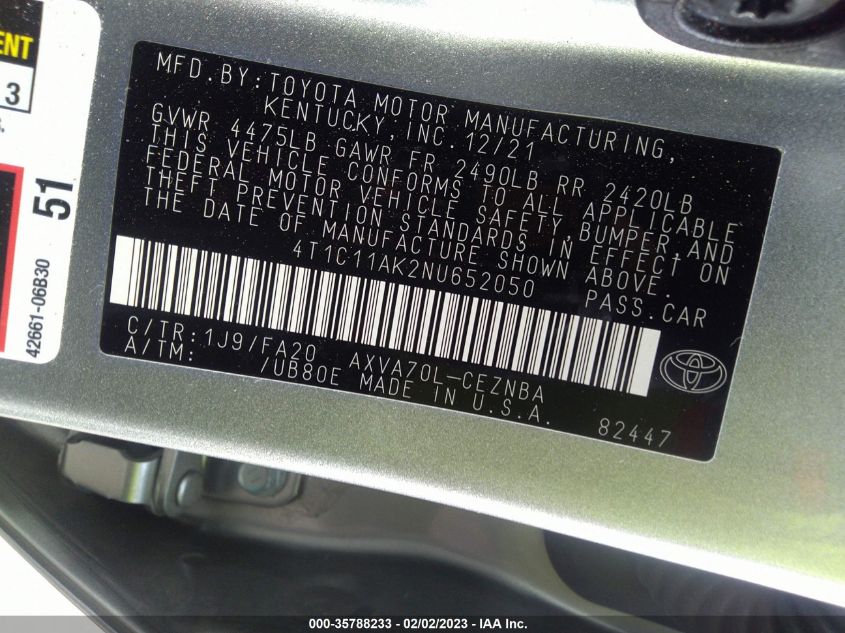 ENT
3
51
42661-06B30
MFD.BY:TOYOTA MOTOR MANUFACTURING,
KENTUCKY, INC. 12/21
GVWR 4475LB GAWR FR 2490LB RR 2420LB
THIS VEHICLE CONFORMS TO ALL APPLICABLE
FEDERAL MOTOR VEHICLE SAFETY, BUMPER, AND
THEFT PREVENTION STANDARDS IN EFFECT ON
THE DATE OF MANUFACTURE SHOWN ABOVE.
4T1C11AK2NU652050 PASS.CAR
C/TR:1J9/FA20 AXVA70L-CEZNBA
A/TM: /UB80E MADE IN U.S.A.
82447
000-35788233 - 02/02/2023 - IAA Inc.